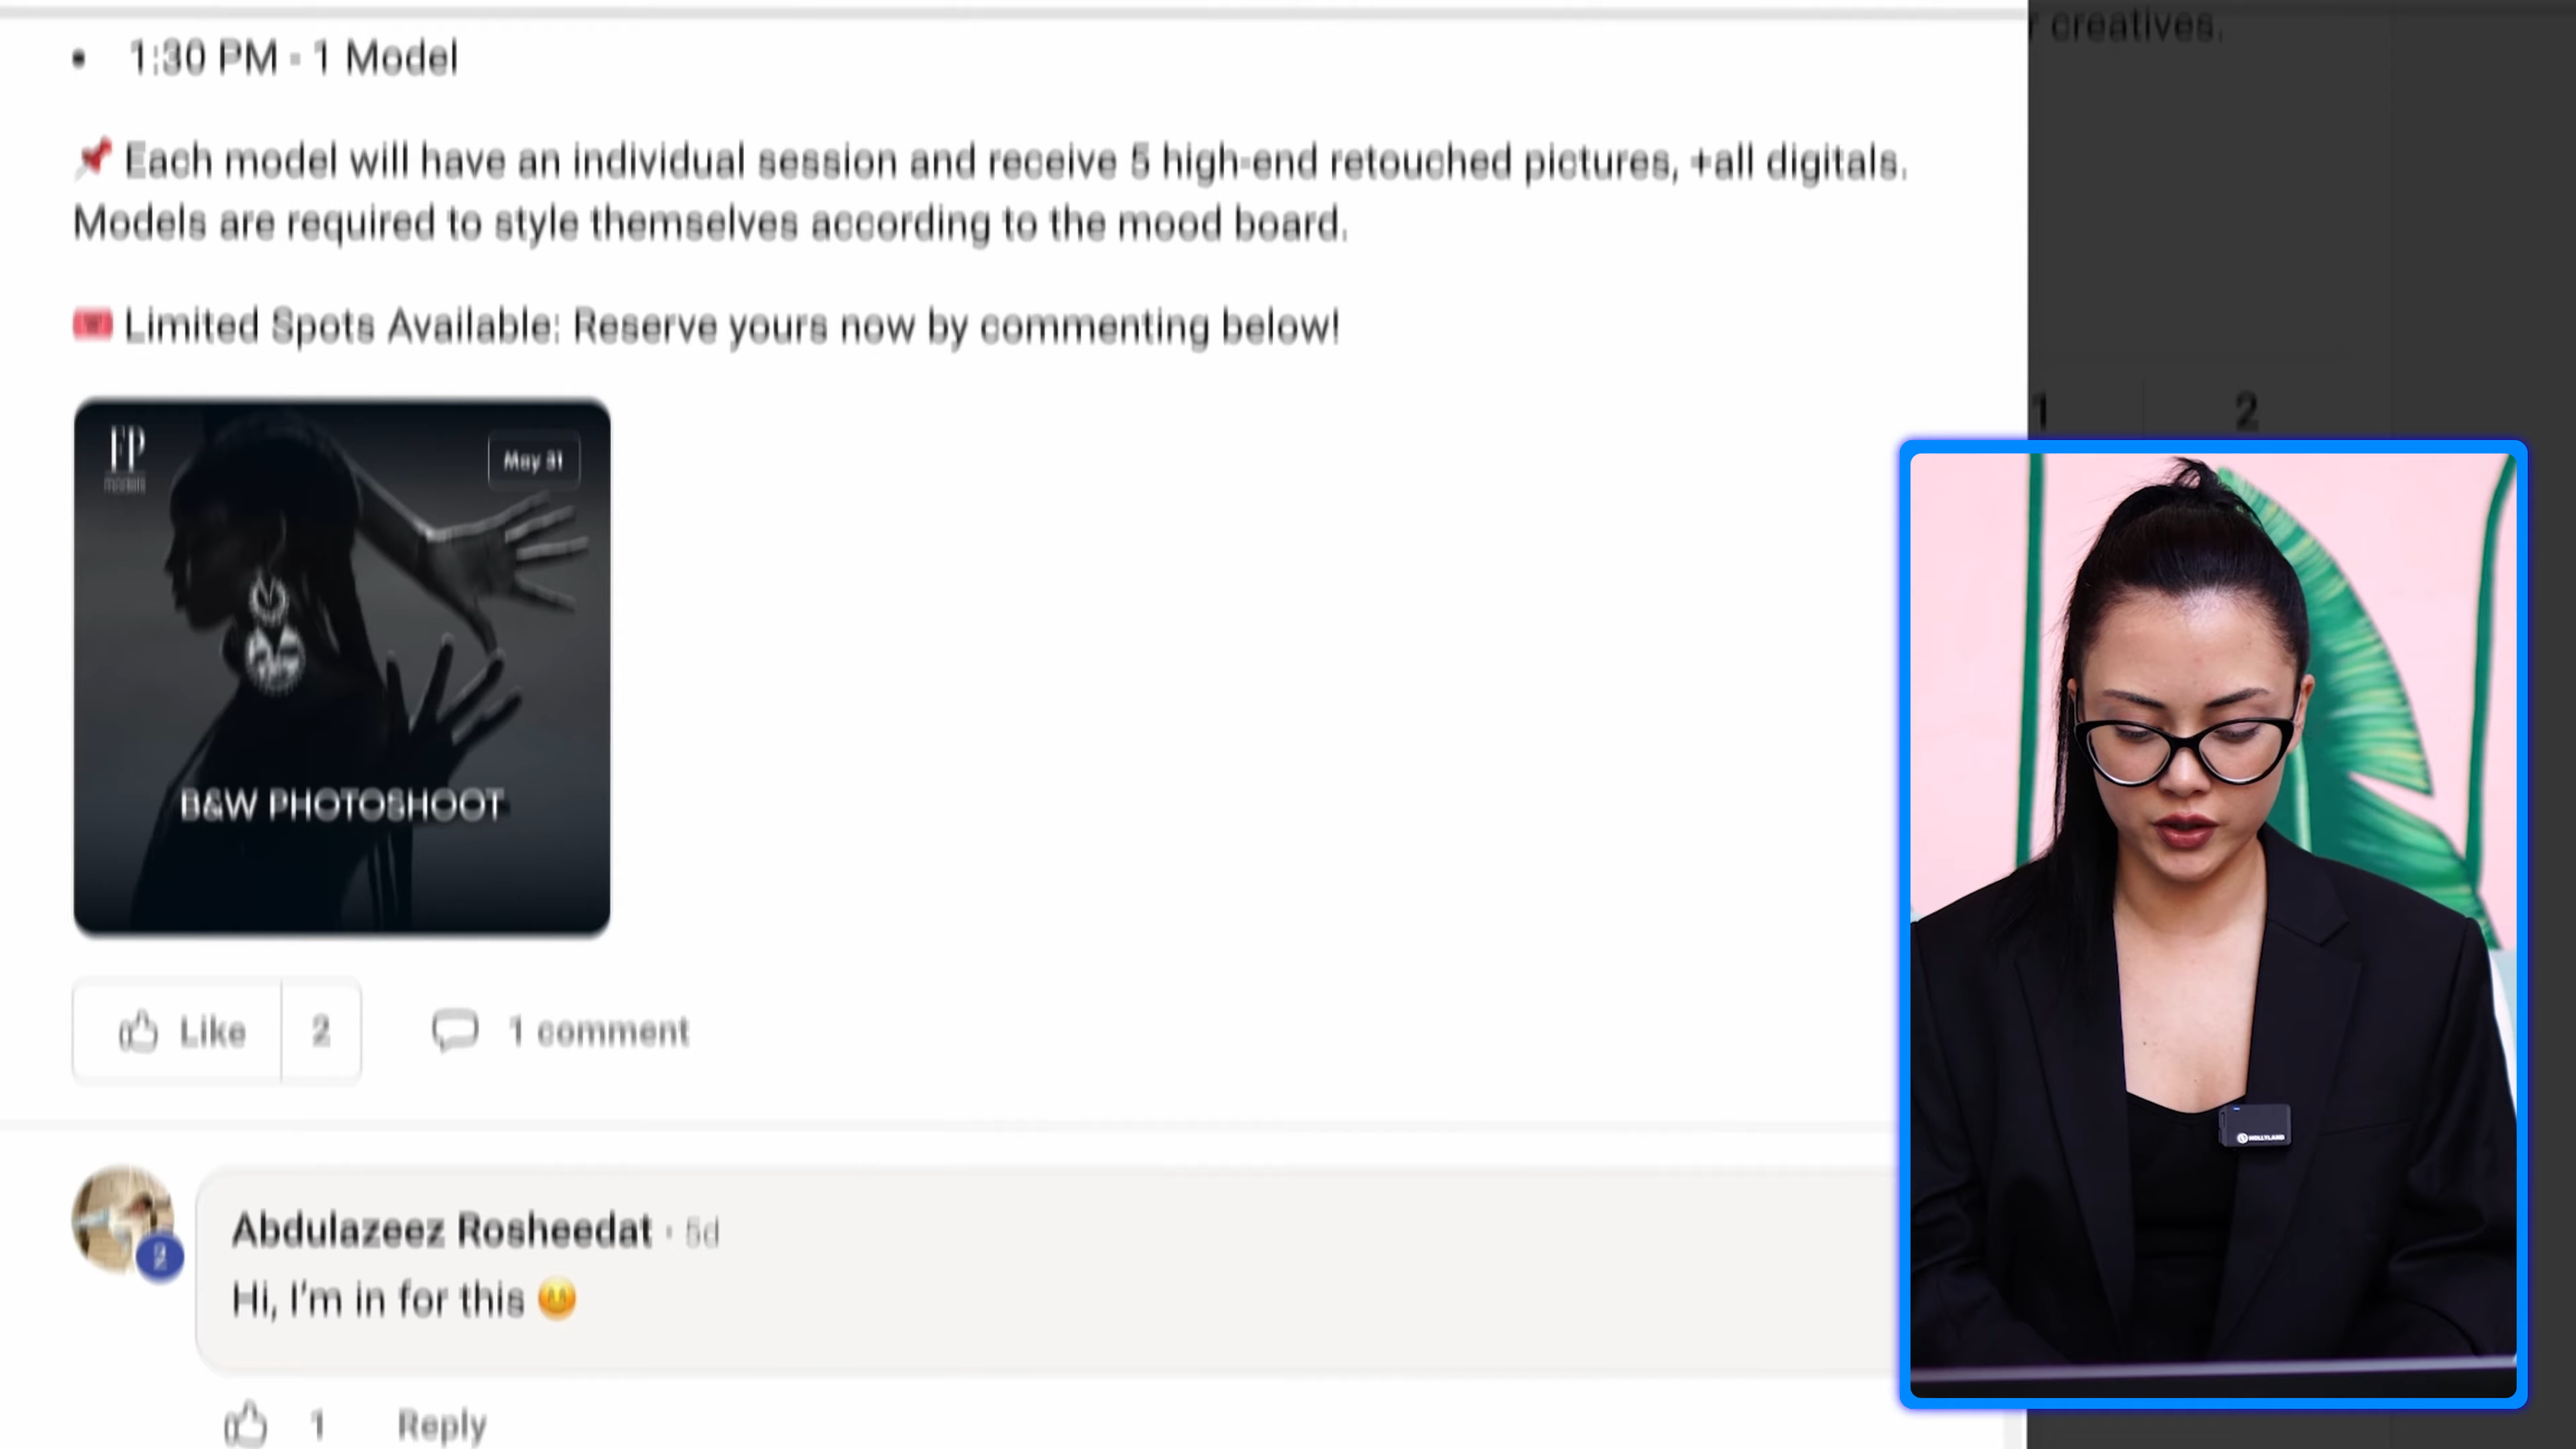 r creatives.
• 1:30 PM - 1 Model
📌 Each model will have an individual session and receive 5 high-end retouched pictures, +all digitals.
Models are required to style themselves according to the mood board.
🎟️ Limited Spots Available: Reserve yours now by commenting below!
1 2
FP
models
May 31
B&W PHOTOSHOOT
Like 2 1 comment
HOLLYLAND
2
Abdulazeez Rosheedat • 5d
Hi, I'm in for this 😀
1 Reply